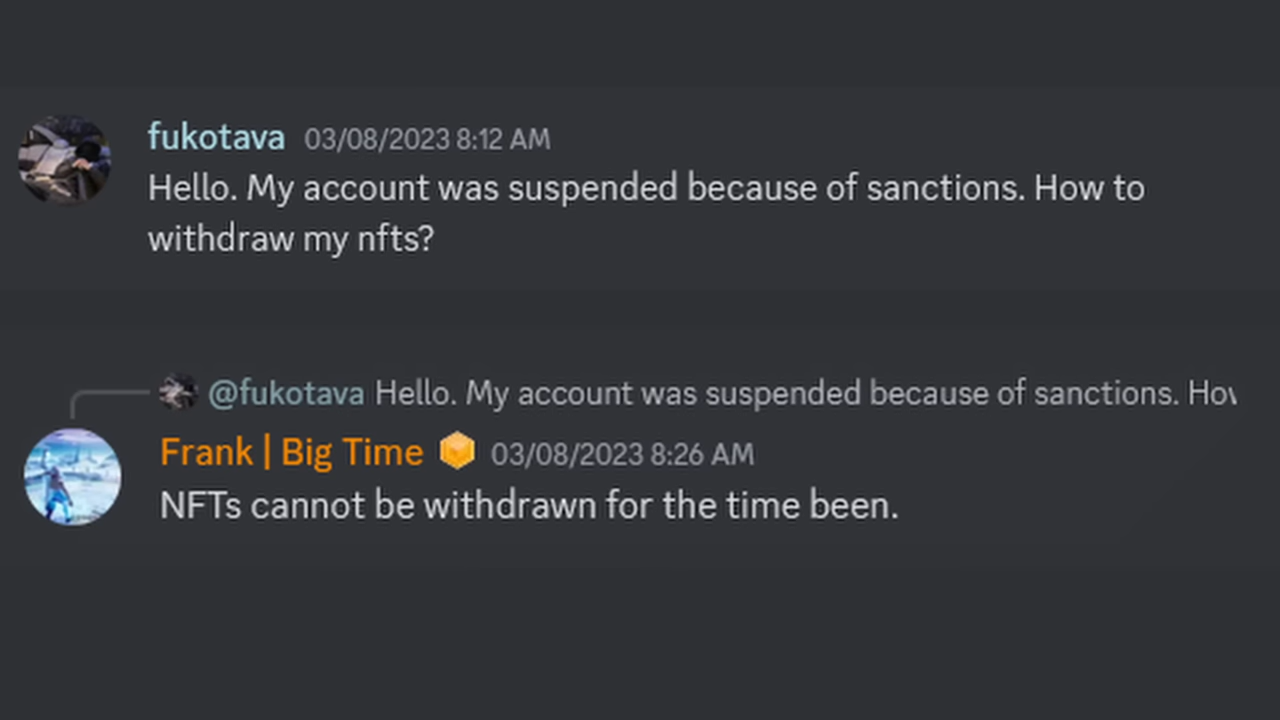 fukotava 03/08/2023 8:12 AM
Hello. My account was suspended because of sanctions. How to
withdraw my nfts?
@fukotava Hello. My account was suspended because of sanctions. How
Frank | Big Time 03/08/2023 8:26 AM
NFTs cannot be withdrawn for the time been.